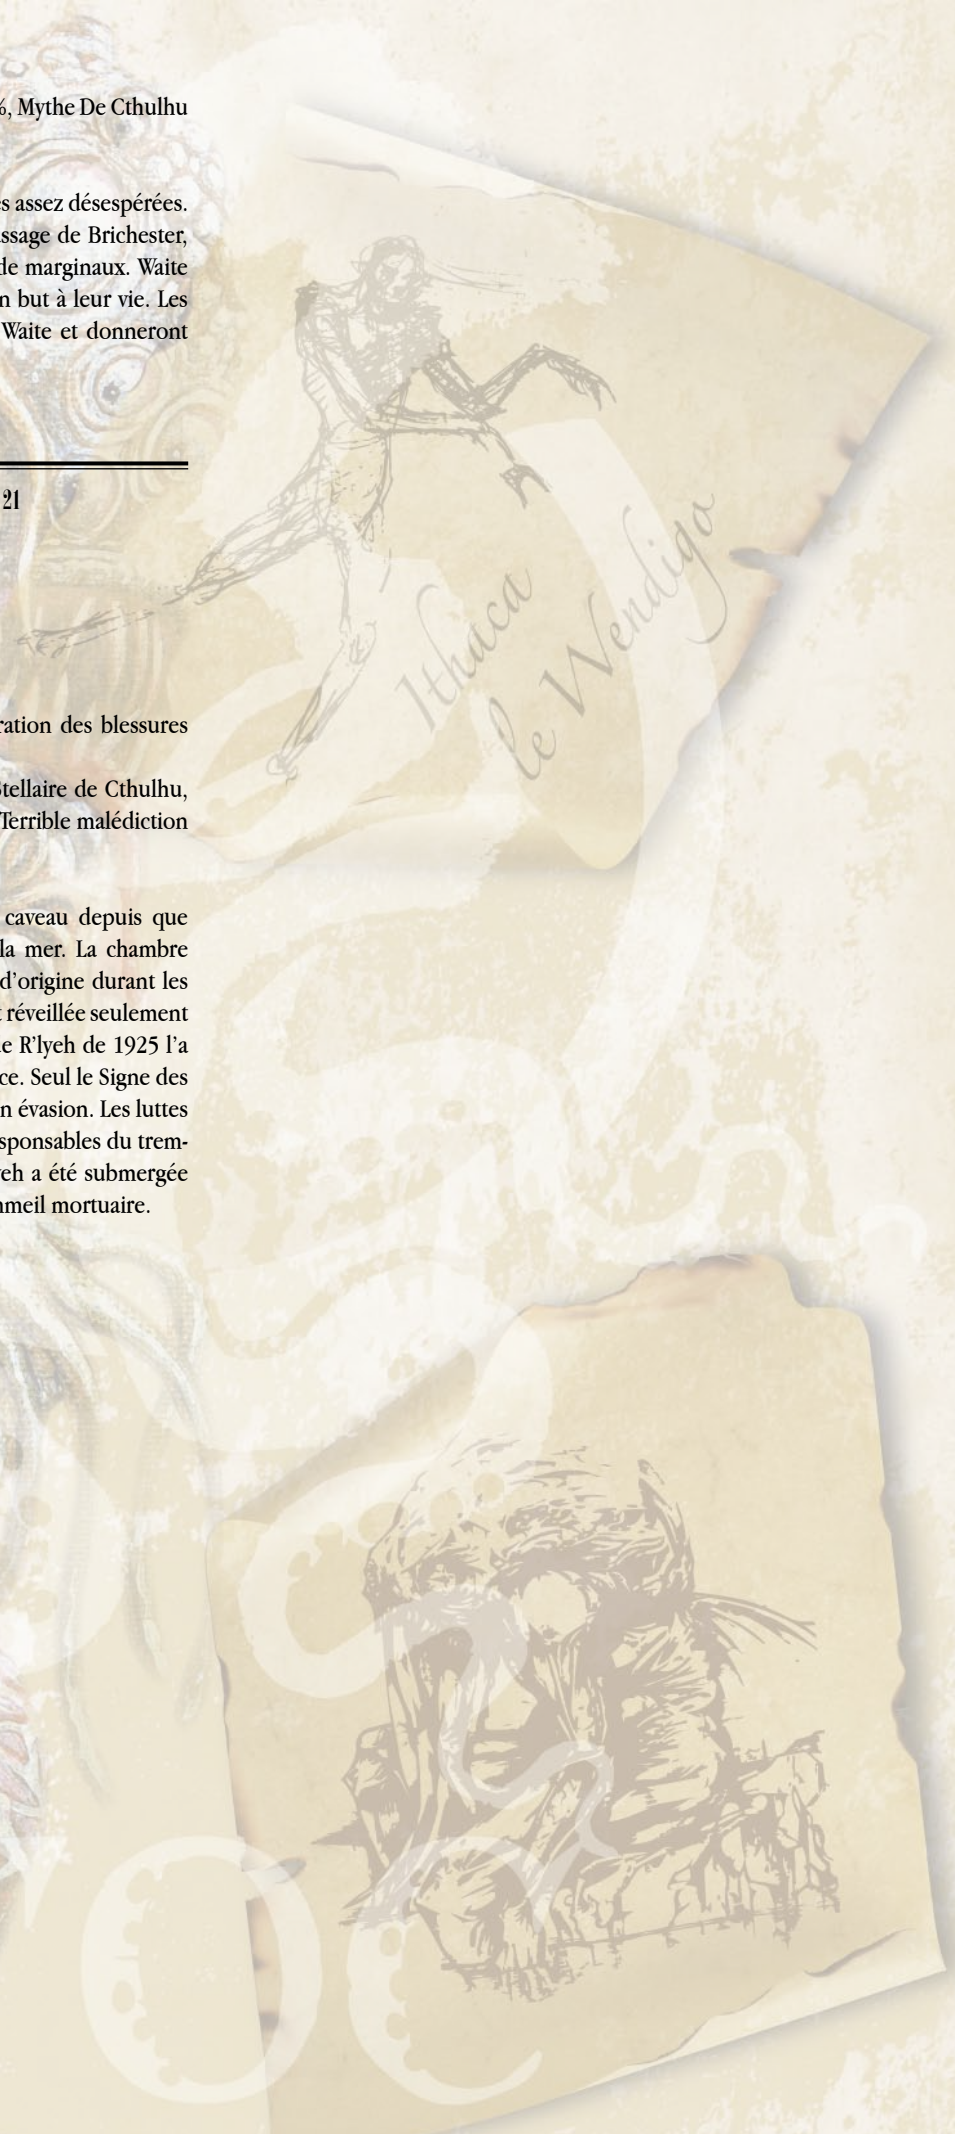 %, Mythe De Cthulhu
s assez désespérées.
ssage de Brichester,
de marginaux. Waite
n but à leur vie. Les
Waite et donneront
21
Ithaca
le Wendigo
ration des blessures
Stellaire de Cthulhu,
Terrible malédiction
caveau depuis que
la mer. La chambre
d'origine durant les
t réveillée seulement
e R'lyeh de 1925 l'a
ce. Seul le Signe des
n évasion. Les luttes
sponsables du trem-
yeh a été submergée
mmeil mortuaire.